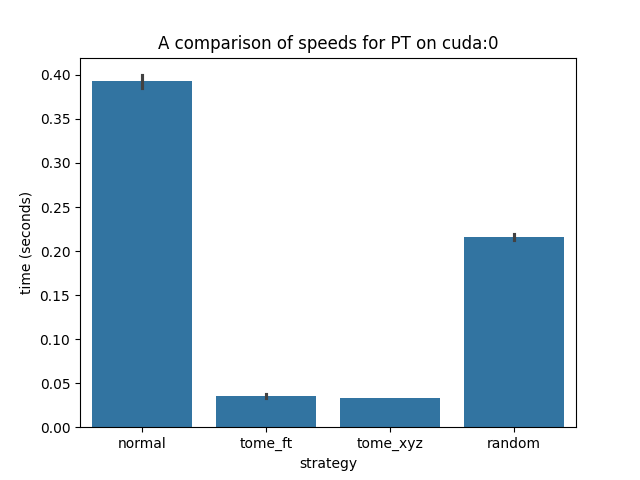 A comparison of speeds for PT on cuda:0
time (seconds)
0.40
0.35
0.30
0.25
0.20
0.15
0.10
0.05
0.00
normal tome_ft tome_xyz random
strategy